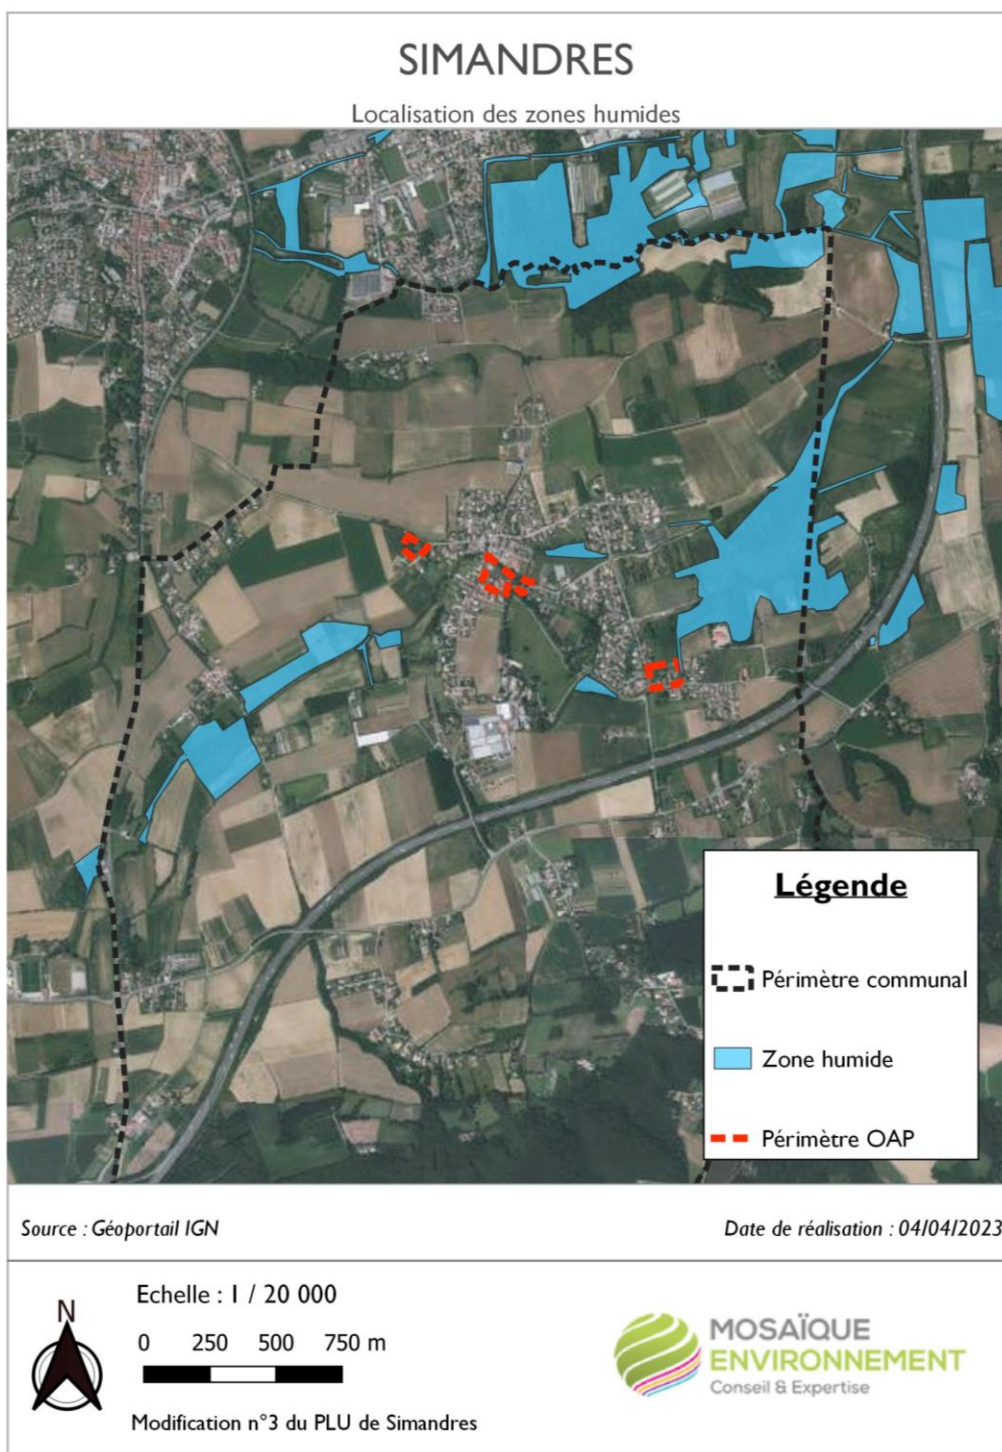 SIMANDRES
Localisation des zones humides
Légende
Périmètre communal
Zone humide
Périmètre OAP
Source : Géoportail IGN
Date de réalisation : 04/04/2023
N
Echelle : 1 / 20 000
0 250 500 750 m
Modification n°3 du PLU de Simandres
MOSAÏQUE
ENVIRONNEMENT
Conseil & Expertise